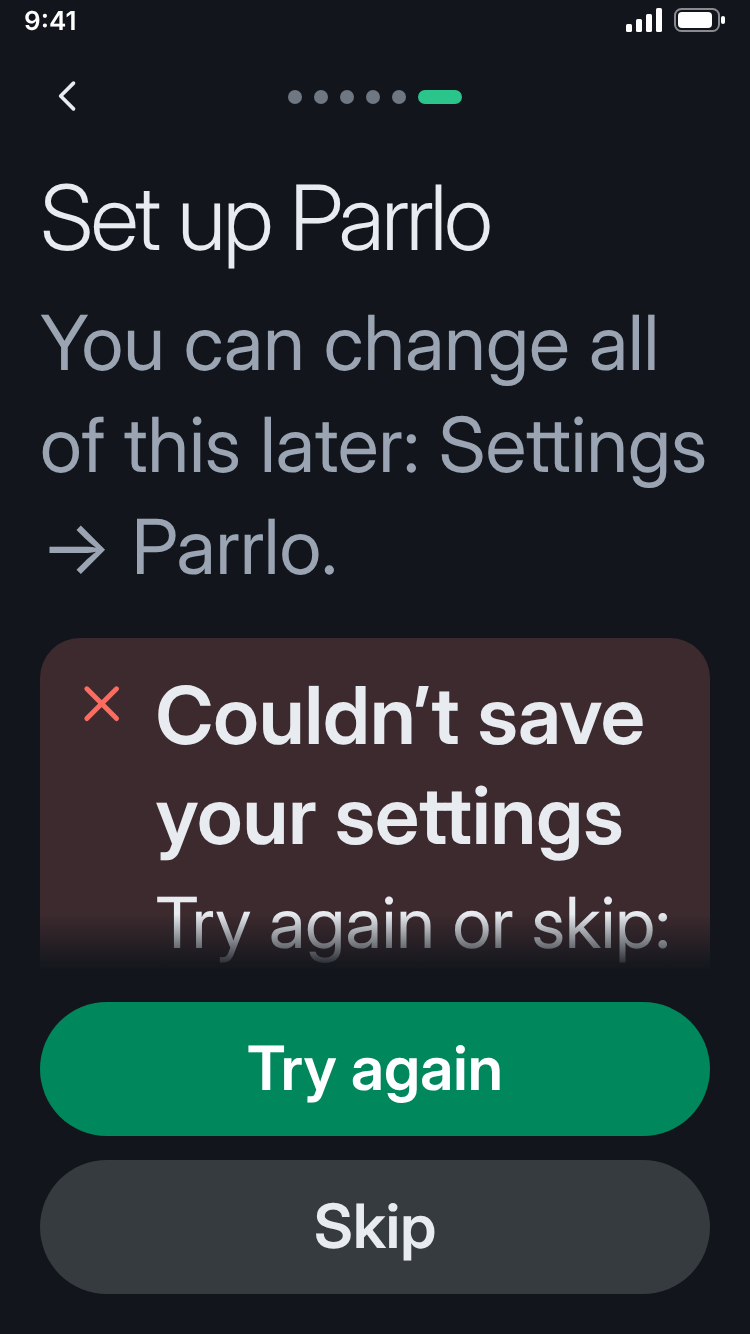 9:41
Set up Parrlo
You can change all
of this later: Settings
→ Parrlo.
Couldn’t save
your settings
Try again or skip:
Try again
Skip